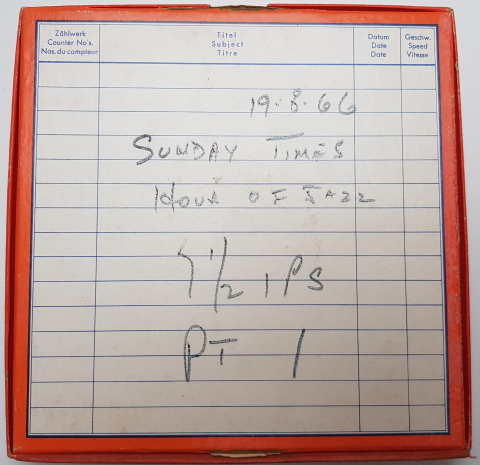 Zählwerk
Counter No's.
Nos. du compteur
Titel
Subject
Titre
Datum
Date
Date
Geschw.
Speed
Vitesse
19.8.66
SUNDAY TIMES
HOUR OF JAZZ
7 1/2 IPS
PT 1